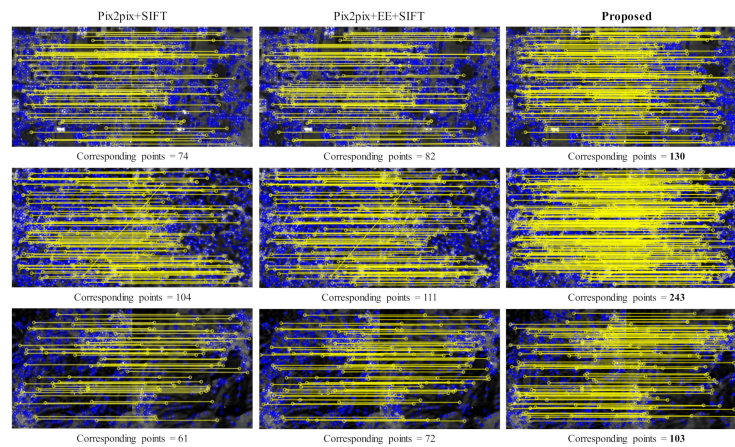 Pix2pix+SIFT Pix2pix+EE+SIFT Proposed
Corresponding points = 74 Corresponding points = 82 Corresponding points = 130
Corresponding points = 104 Corresponding points = 111 Corresponding points = 243
Corresponding points = 61 Corresponding points = 72 Corresponding points = 103